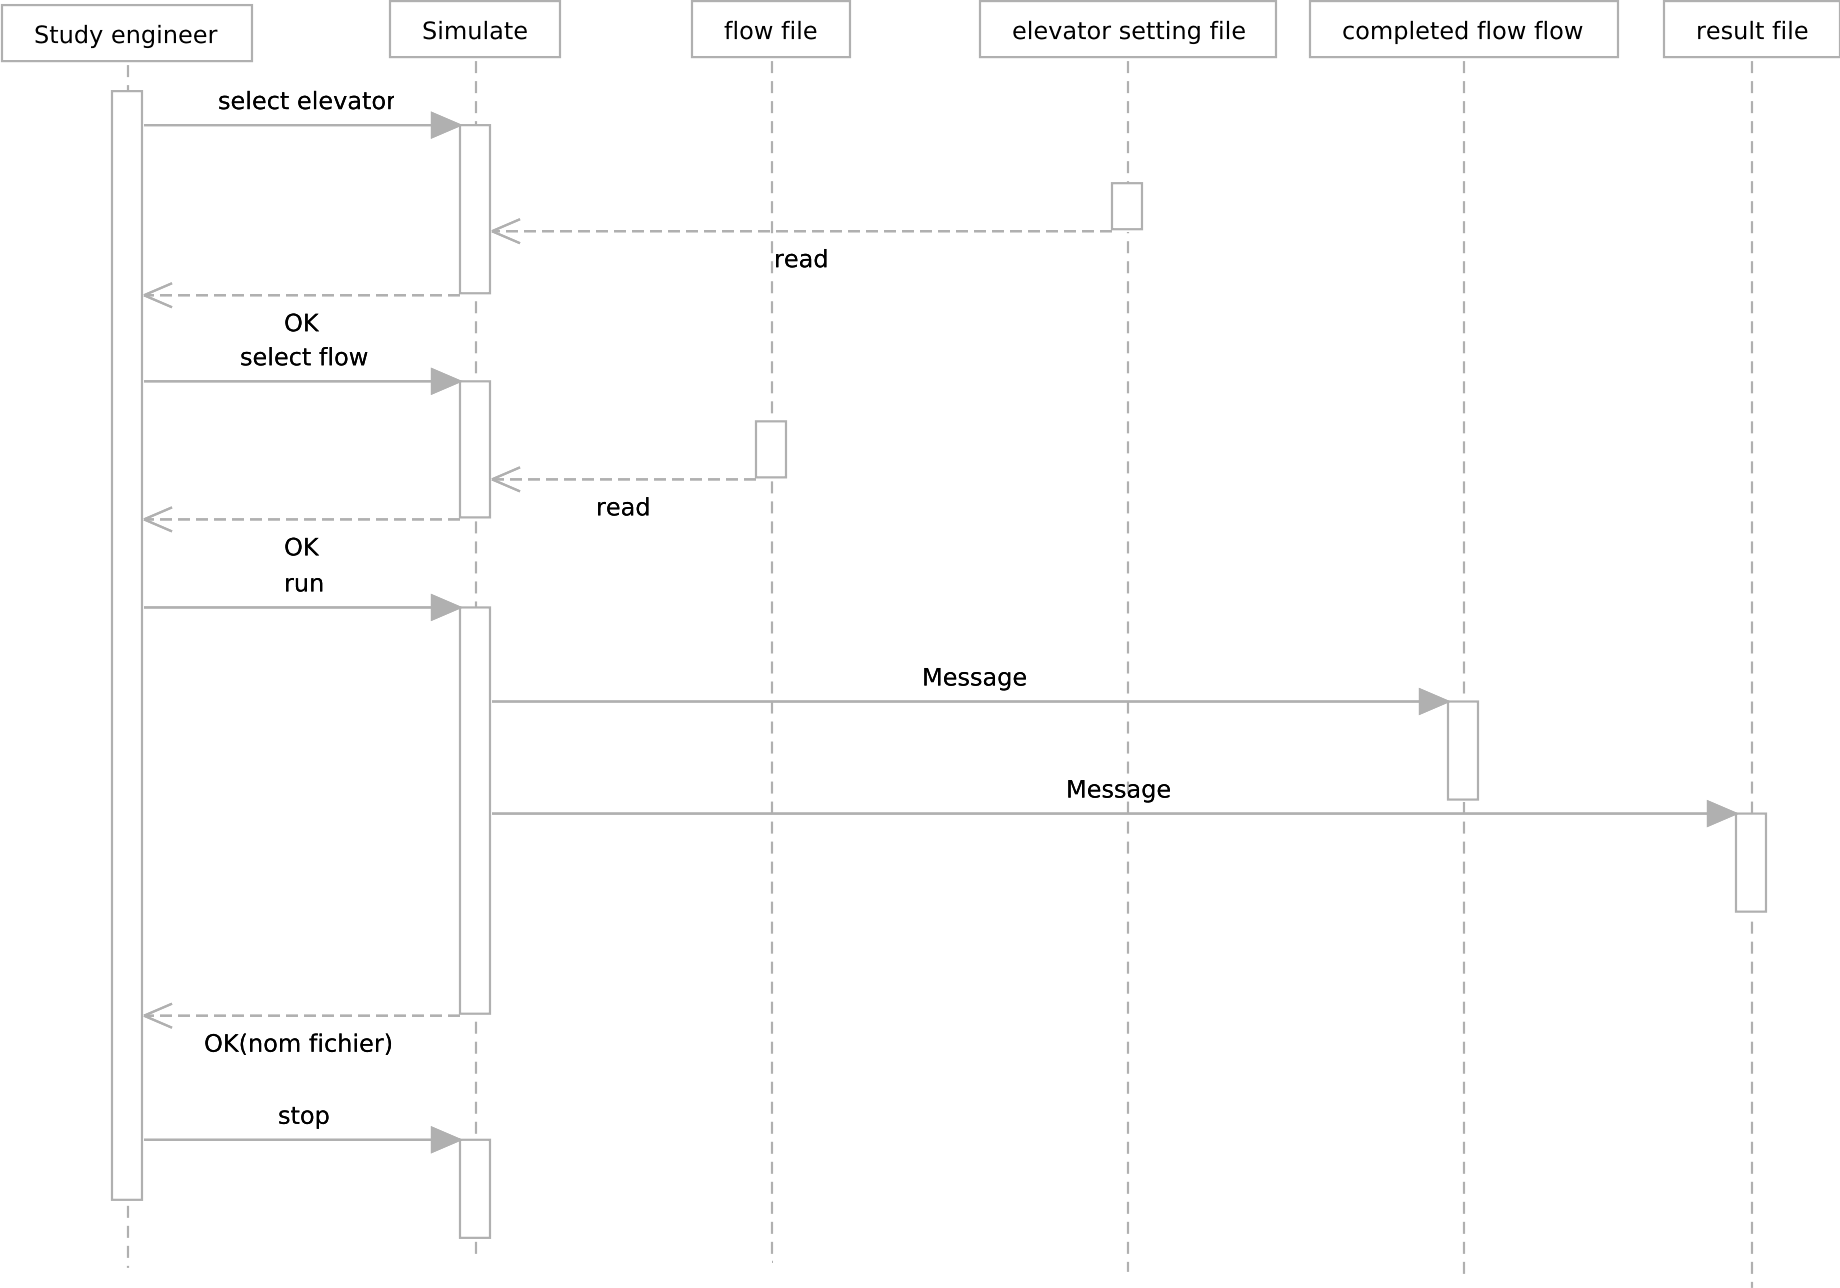 Study engineer
Simulate
flow file
elevator setting file
completed flow flow
result file
select elevator
read
OK
select flow
read
OK
run
Message
Message
OK(nom fichier)
stop